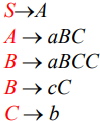 S → A
A → aBC
B → aBCC
B → cC
C → b